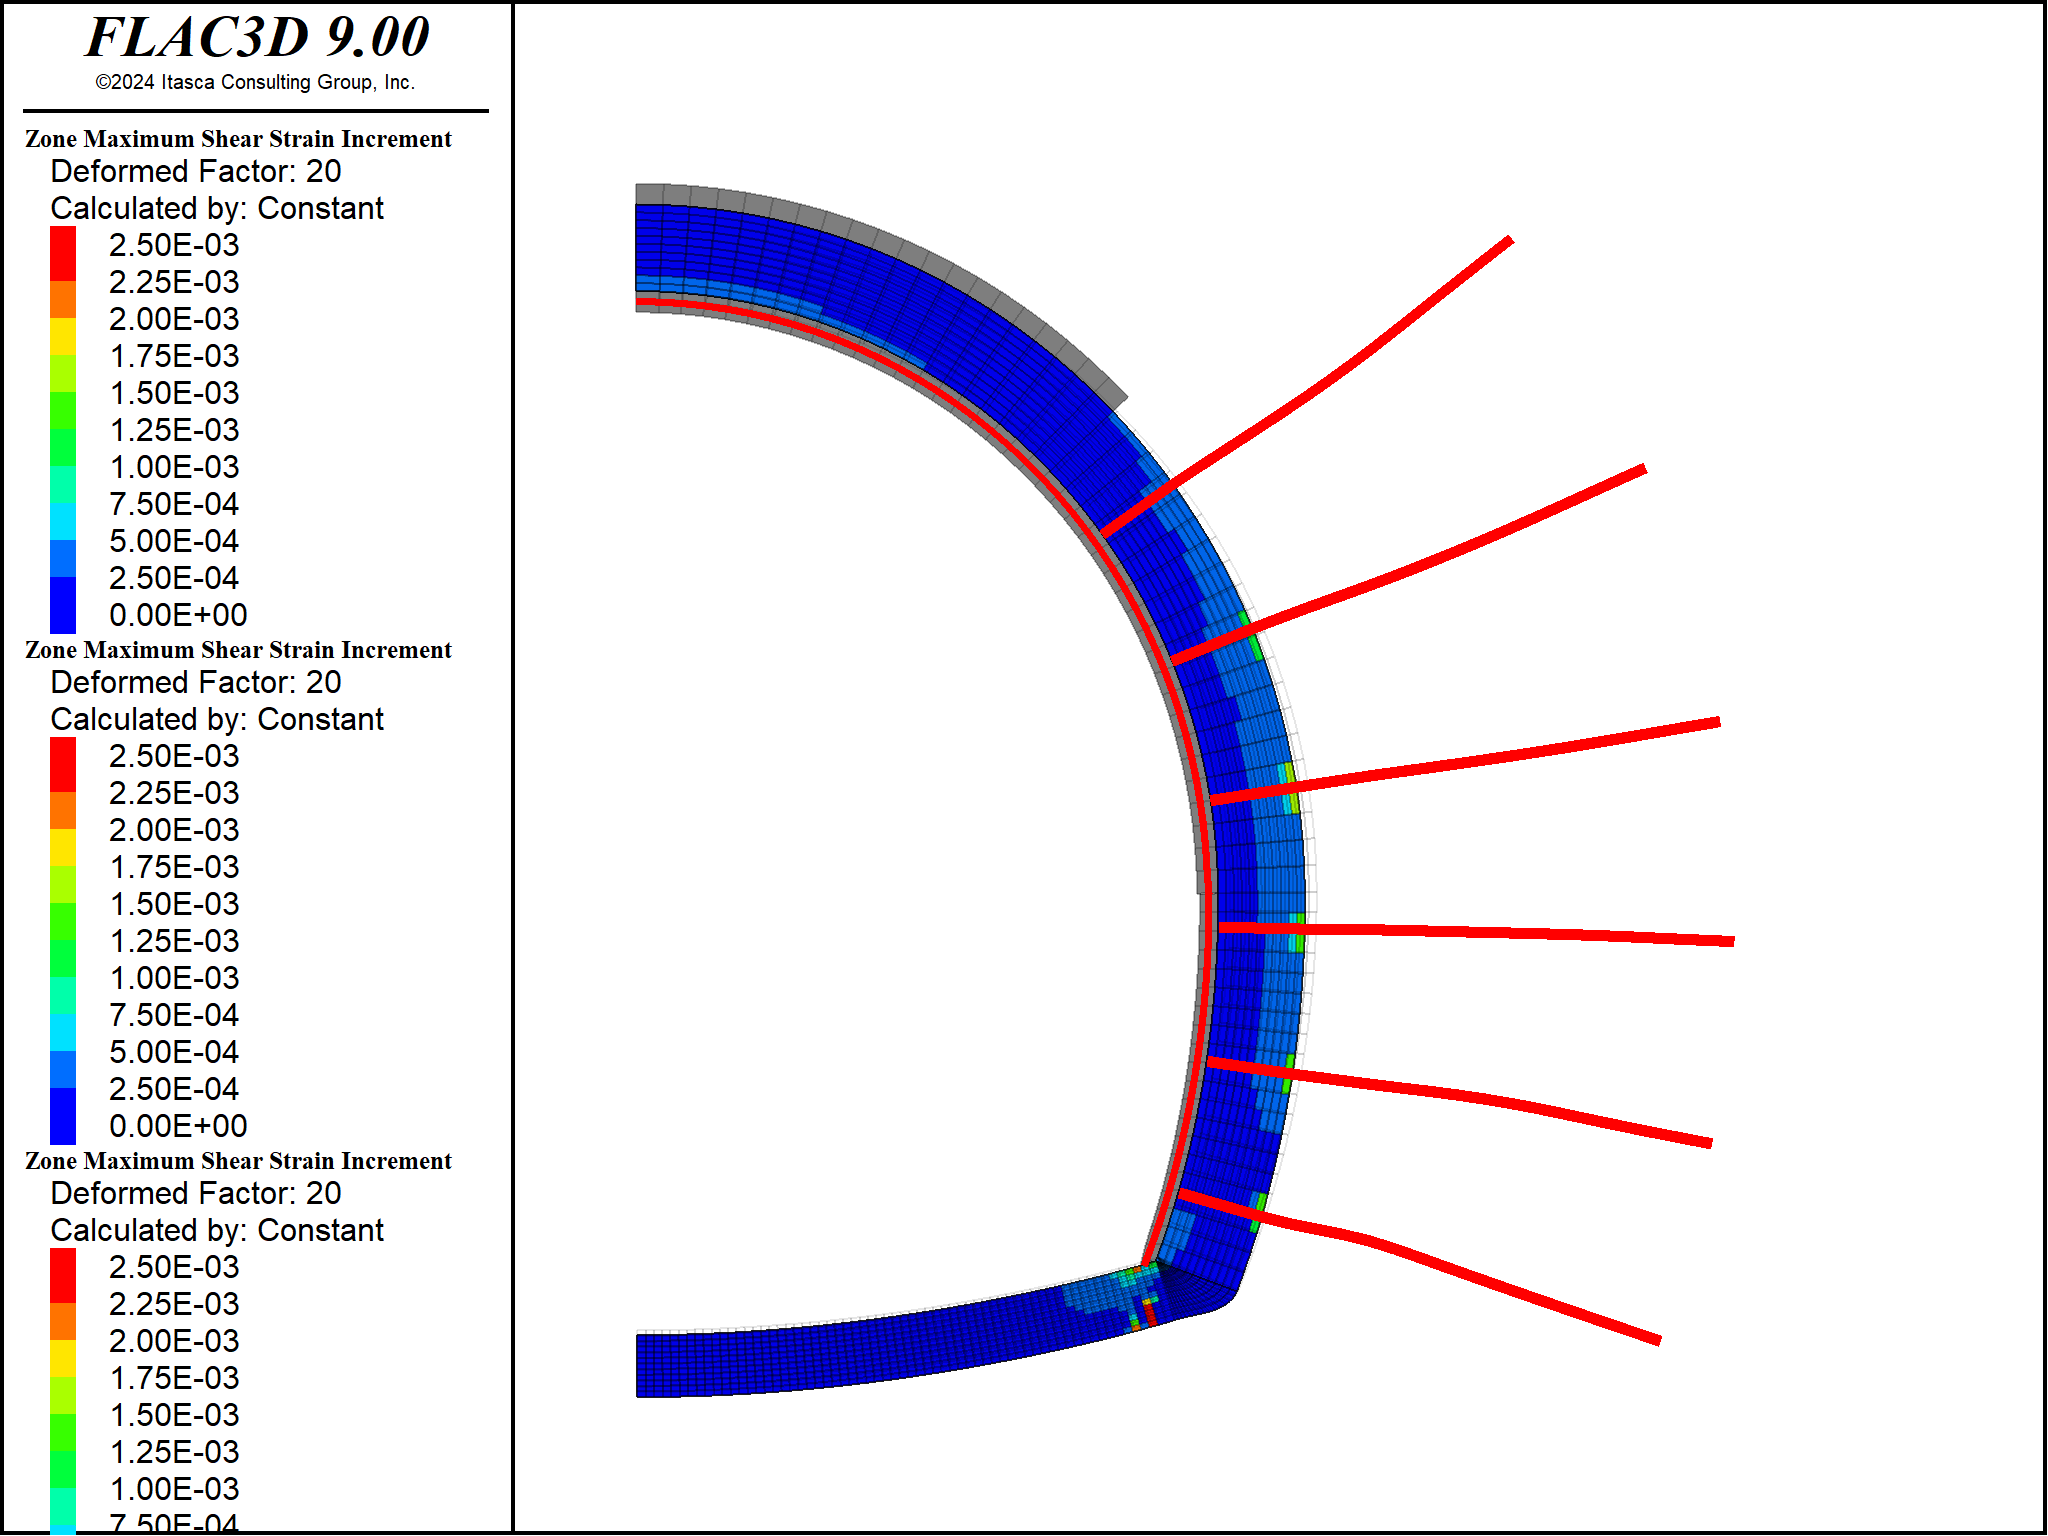 FLAC3D 9.00
©2024 Itasca Consulting Group, Inc.
Zone Maximum Shear Strain Increment
Deformed Factor: 20
Calculated by: Constant
2.50E-03
2.25E-03
2.00E-03
1.75E-03
1.50E-03
1.25E-03
1.00E-03
7.50E-04
5.00E-04
2.50E-04
0.00E+00
Zone Maximum Shear Strain Increment
Deformed Factor: 20
Calculated by: Constant
2.50E-03
2.25E-03
2.00E-03
1.75E-03
1.50E-03
1.25E-03
1.00E-03
7.50E-04
5.00E-04
2.50E-04
0.00E+00
Zone Maximum Shear Strain Increment
Deformed Factor: 20
Calculated by: Constant
2.50E-03
2.25E-03
2.00E-03
1.75E-03
1.50E-03
1.25E-03
1.00E-03
7.50E-04